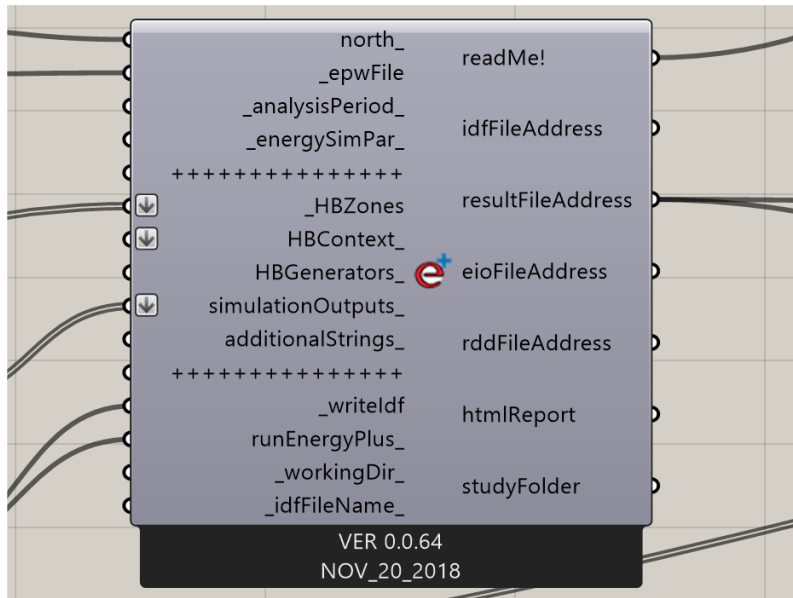 north_
_epwFile
_analysisPeriod_
_energySimPar_
+++++++++++++++
_HBZones
HBContext_
HBGenerators_
simulationOutputs_
additionalStrings_
+++++++++++++++
_writeIdf
runEnergyPlus_
_workingDir_
_idfFileName_
e+
readMe!
idfFileAddress
resultFileAddress
eioFileAddress
rddFileAddress
htmlReport
studyFolder
VER 0.0.64
NOV_20_2018